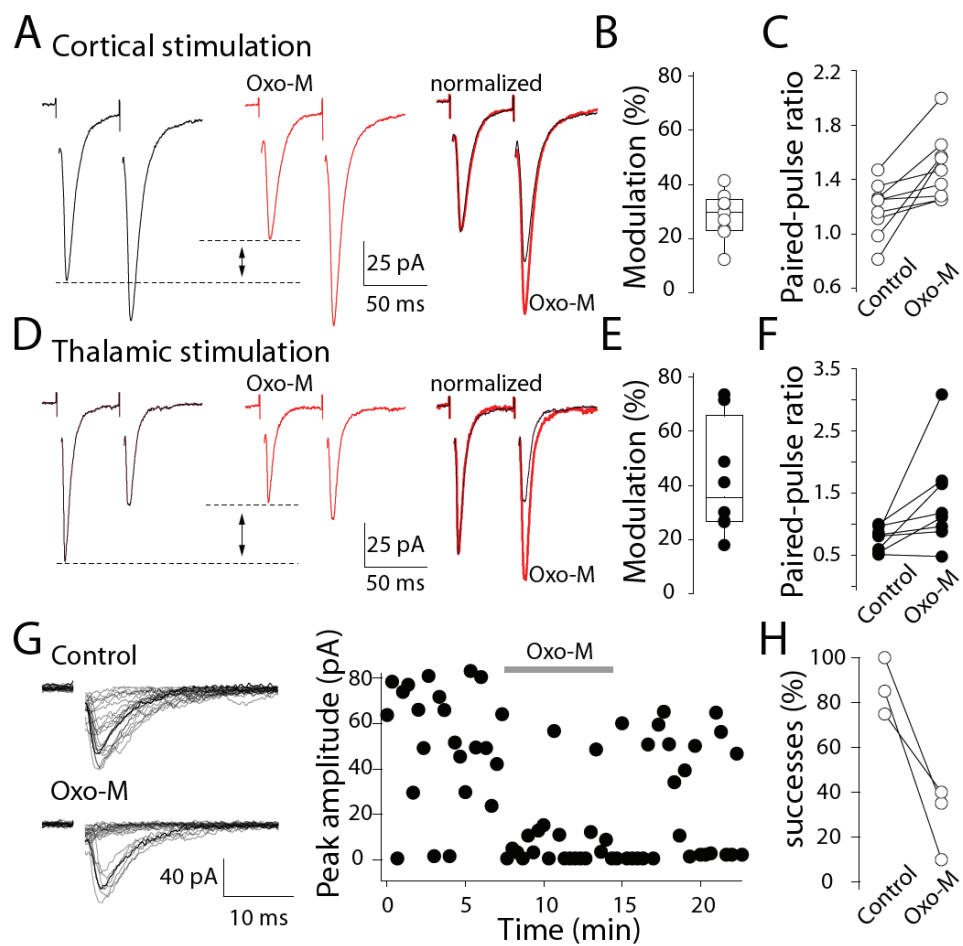 A Cortical stimulation
Oxo-M
normalized
25 pA
50 ms
Oxo-M
B
Modulation (%)
80
60
40
20
0
C
Paired-pulse ratio
2.2
1.8
1.4
1.0
0.6
Control
Oxo-M
D Thalamic stimulation
Oxo-M
normalized
25 pA
50 ms
Oxo-M
E
Modulation (%)
80
60
40
20
0
F
Paired-pulse ratio
3.5
2.5
1.5
0.5
Control
Oxo-M
G Control
Oxo-M
40 pA
10 ms
Peak amplitude (pA)
80
60
40
20
0
Oxo-M
0 5 10 15 20
Time (min)
H
successes (%)
100
80
60
40
20
0
Control
Oxo-M